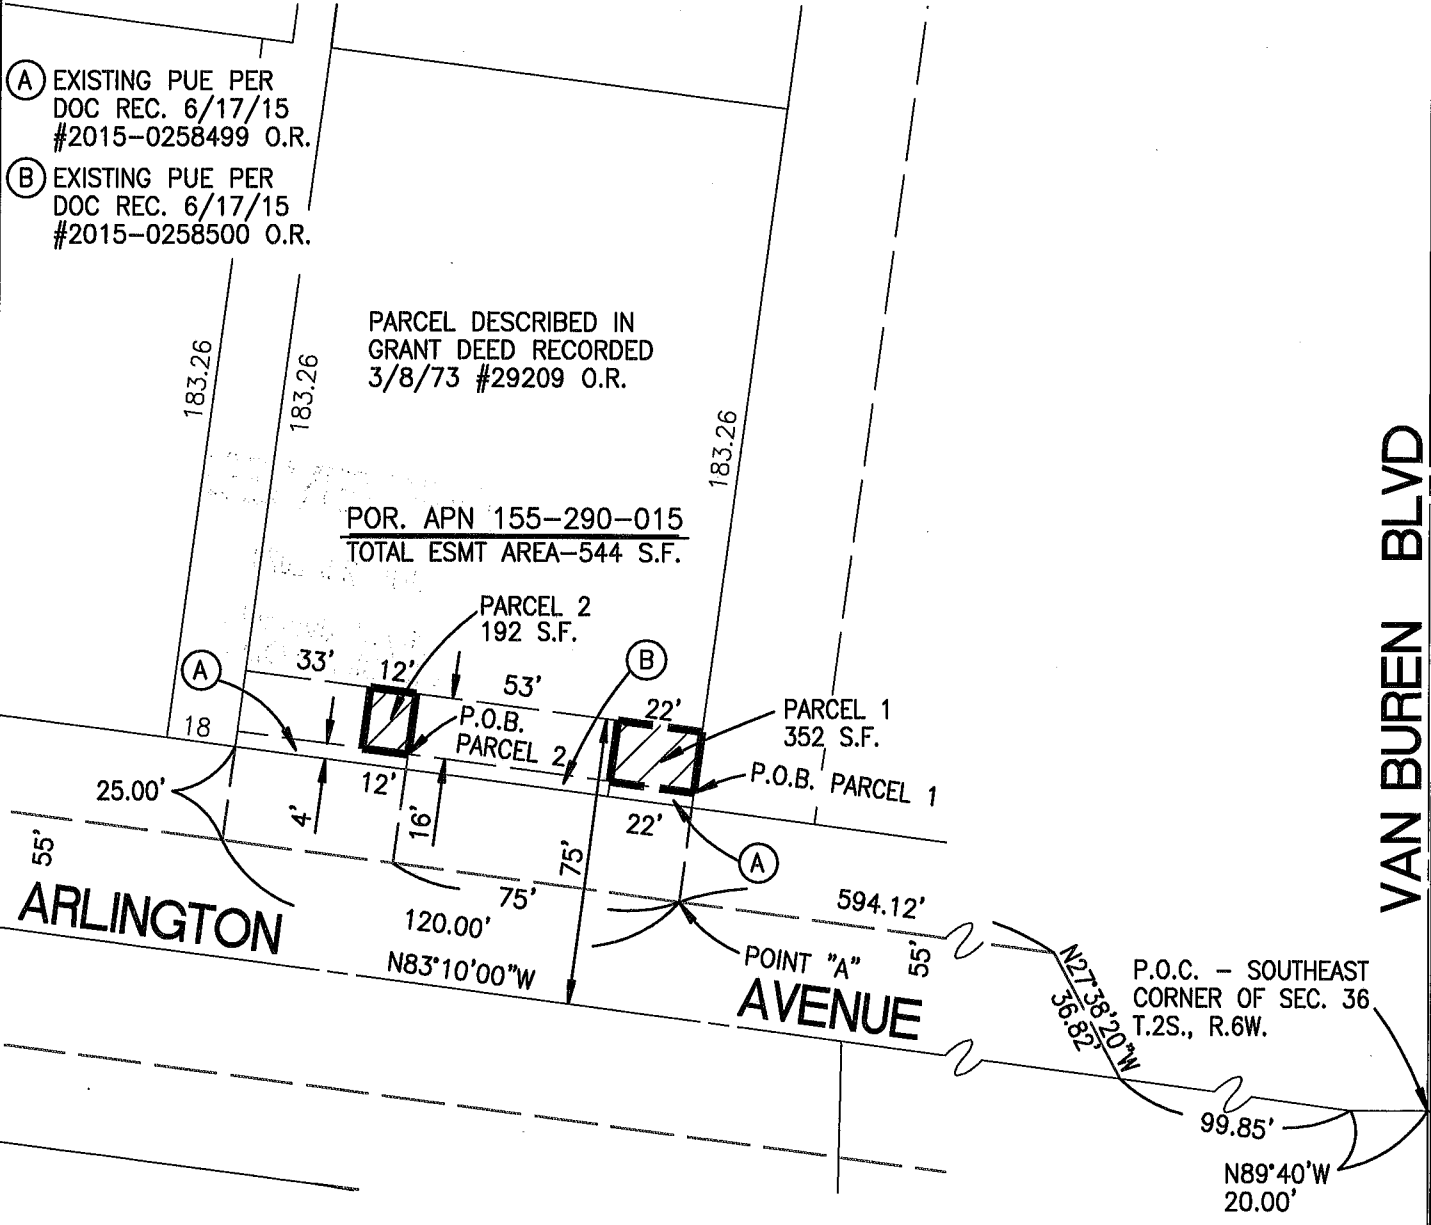 A EXISTING PUE PER
DOC REC. 6/17/15
#2015-0258499 O.R.
B EXISTING PUE PER
DOC REC. 6/17/15
#2015-0258500 O.R.
PARCEL DESCRIBED IN
GRANT DEED RECORDED
3/8/73 #29209 O.R.
183.26
183.26
183.26
POR. APN 155-290-015
TOTAL ESMT AREA-544 S.F.
PARCEL 2
192 S.F.
A
33'
12'
53'
B
22'
PARCEL 1
352 S.F.
P.O.B.
PARCEL 2
P.O.B. PARCEL 1
18
25.00'
12'
4'
16'
22'
75'
A
55'
75'
594.12'
ARLINGTON
120.00'
N83°10'00"W
POINT "A"
55'
AVENUE
N27°38'20"W
36.82'
P.O.C. - SOUTHEAST
CORNER OF SEC. 36
T.2S., R.6W.
99.85'
N89°40'W
20.00'
VAN BUREN BLVD